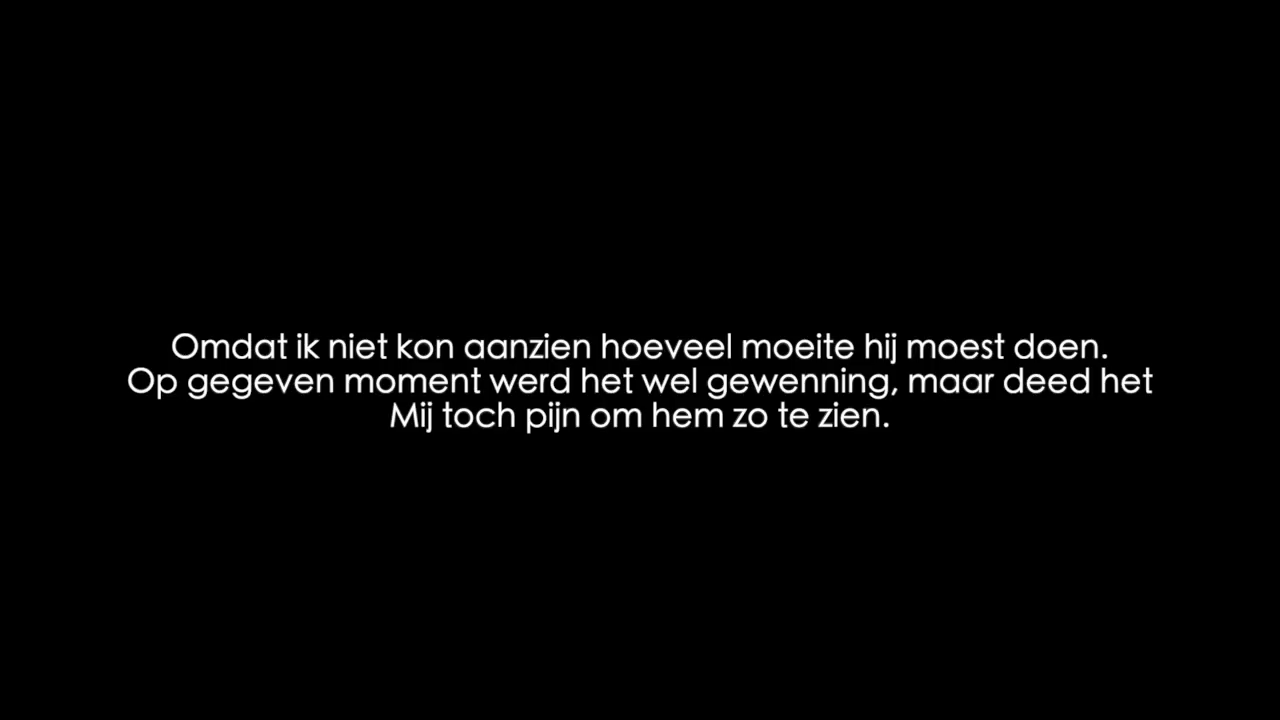 Omdat ik niet kon aanzien hoeveel moeite hij moest doen.
Op gegeven moment werd het wel gewenning, maar deed het
Mij toch pijn om hem zo te zien.